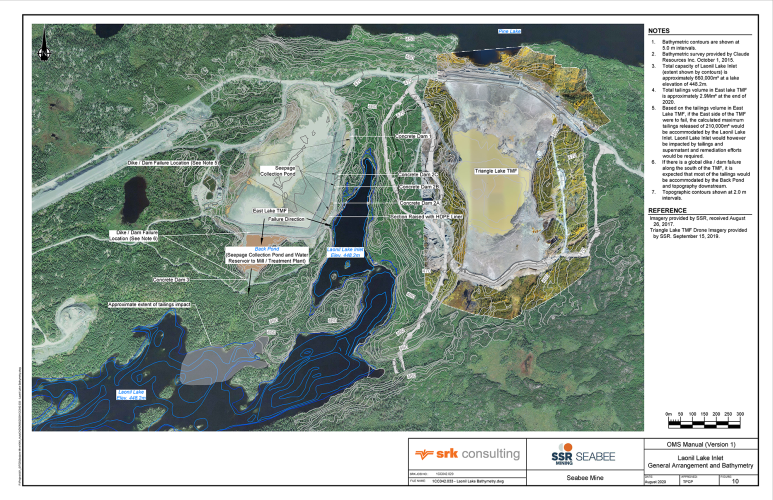 Pine Lake
Concrete Dam 1
Dike / Dam Failure Location (See Note 5)
Seepage
Collection Pond
Triangle Lake TMF
Concrete Dam 2C
Concrete Dam 2B
Concrete Dam 2A
East Lake TMF
Section Raised with HDPE Liner
Failure Direction
Dike / Dam Failure
Location (See Note 6)
Back Pond
(Seepage Collection Pond and Water
Reservoir to Mill / Treatment Plant)
Laonil Lake Inlet
Elev. 448.2m
Concrete Dam 3
Approximate extent of tailings impact
Laonil Lake
Elev. 448.2m
NOTES
1. Bathymetric contours are shown at
5.0 m intervals.
2. Bathymetric survey provided by Claude
Resources Inc. October 1, 2015.
3. Total capacity of Laonil Lake Inlet
(extent shown by contours) is
approximately 660,000m³ at a lake
elevation of 448.2m.
4. Total tailings volume in East lake TMF
is approximately 2.9Mm³ at the end of
2020.
5. Based on the tailings volume in East
Lake TMF, if the East side of the TMF
were to fail, the calculated maximum
tailings released of 210,000m³ would
be accommodated by the Laonil Lake
Inlet. Laonil Lake Inlet would however
be impacted by tailings and
supernatant and remediation efforts
would be required.
6. If there is a global dike / dam failure
along the south of the TMF, it is
expected that most of the tailings would
be accommodated by the Back Pond
and topography downstream.
7. Topographic contours shown at 2.0 m
intervals.
REFERENCE
Imagery provided by SSR, received August
26, 2017.
Triangle Lake TMF Drone Imagery provided
by SSR. September 15, 2019.
0m 50 100 150 200 250 300
srk consulting
FILE NAME: 1CC042.033 - Laonil Lake Bathymetry.dwg
SSR
MINING
SEABEE
Seabee Mine
OMS Manual (Version 1)
Laonil Lake Inlet
General Arrangement and Bathymetry
DATE:
August 2020
APPROVED:
FIGURE:
10